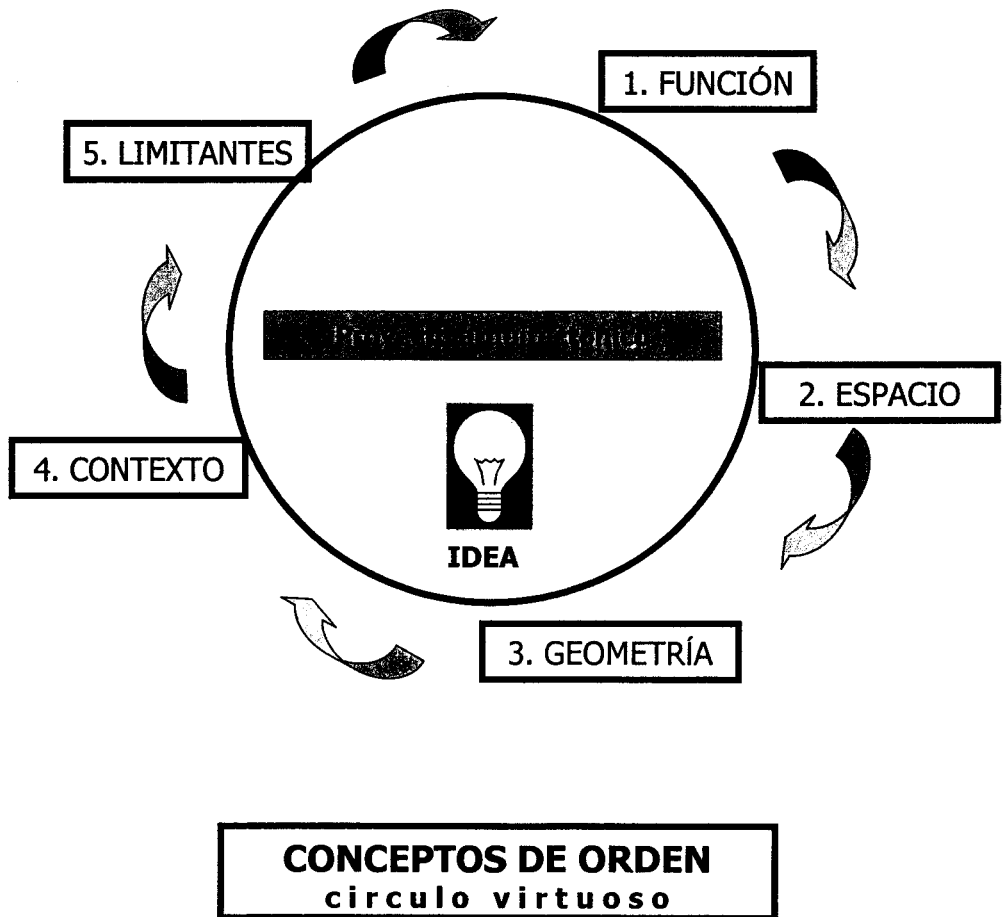 1. FUNCIÓN
5. LIMITANTES
2. ESPACIO
4. CONTEXTO
IDEA
3. GEOMETRÍA
CONCEPTOS DE ORDEN
circulo virtuoso